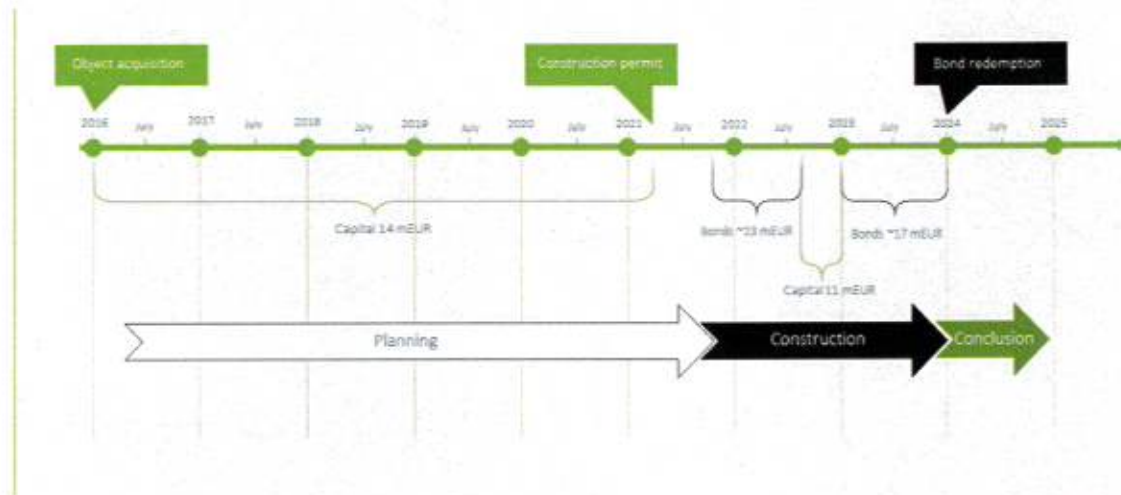 Object acquisition
Construction permit
Bond redemption
2016 July 2017 July 2018 July 2019 July 2020 July 2021 July 2022 July 2023 July 2024 July 2025
Capital 14 mEUR
Bonds ~13 mEUR
Bonds ~17 mEUR
Capital 11 mEUR
Planning
Construction
Conclusion